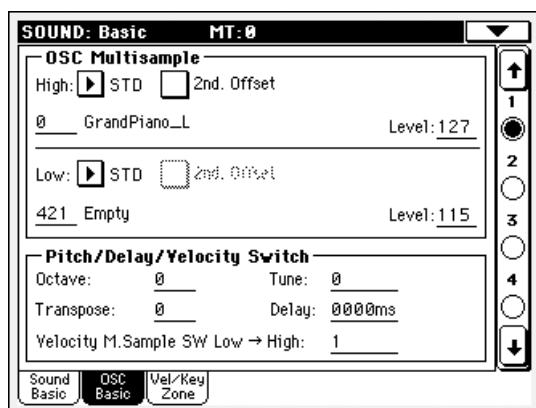 SOUND: Basic MT:0
OSC Multisample
High: STD 2nd. Offset
0 GrandPiano_L Level:127
Low: STD 2nd. Offset
421 Empty Level:115
Pitch/Delay/Velocity Switch
Octave: 0 Tune: 0
Transpose: 0 Delay: 0000ms
Velocity M.Sample SW Low → High: 1
1
2
3
4
Sound Basic
OSC Basic
Vel/Key Zone